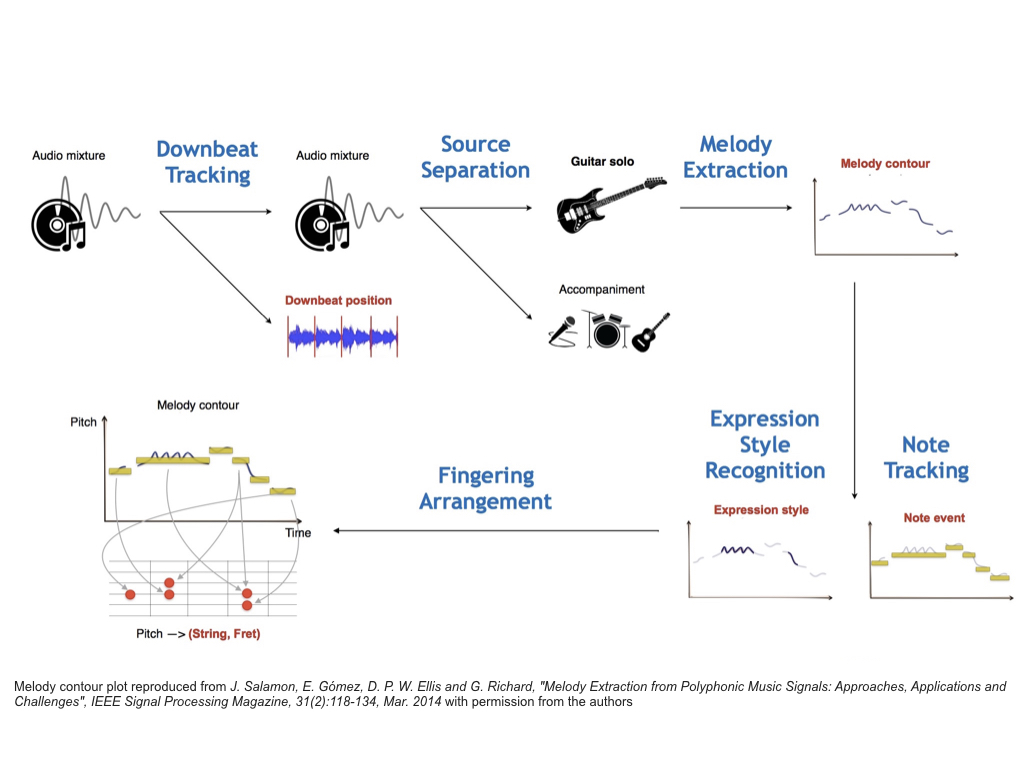 Audio mixture
Downbeat
Tracking
Audio mixture
Source
Separation
Guitar solo
Melody
Extraction
Melody contour
Downbeat position
Accompaniment
Melody contour
Pitch
Time
Pitch —> (String, Fret)
Fingering
Arrangement
Expression
Style
Recognition
Expression style
Note
Tracking
Note event
Melody contour plot reproduced from J. Salamon, E. Gómez, D. P. W. Ellis and G. Richard, "Melody Extraction from Polyphonic Music Signals: Approaches, Applications and
Challenges", IEEE Signal Processing Magazine, 31(2):118-134, Mar. 2014 with permission from the authors